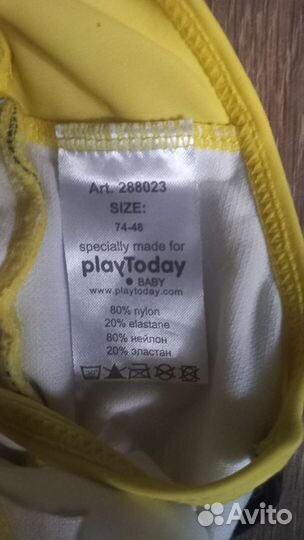 Art. 288023
SIZE:
74-48
specially made for
playToday
BABY
www.playtoday.com
80% nylon
20% elastane
80% нейлон
20% эластан
Avito